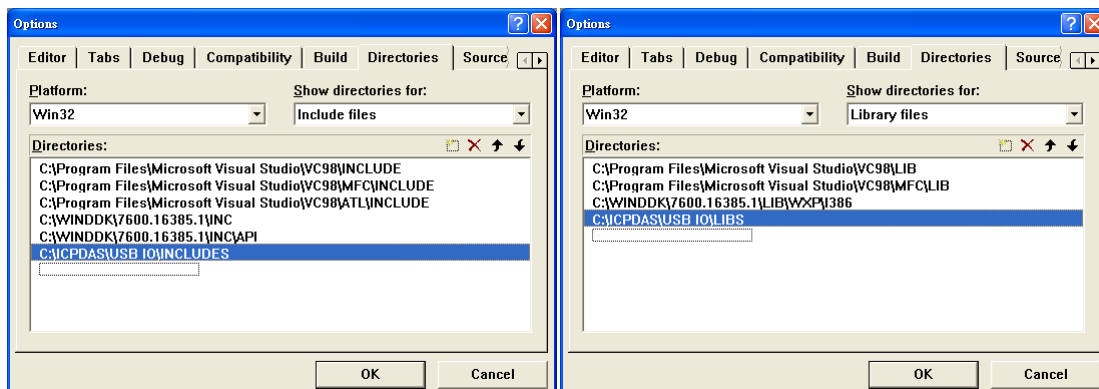 Options
Editor Tabs Debug Compatibility Build Directories Source
Platform: Show directories for:
Win32 Include files
Directories:
C:\Program Files\Microsoft Visual Studio\VC98\INCLUDE
C:\Program Files\Microsoft Visual Studio\VC98\MFC\INCLUDE
C:\Program Files\Microsoft Visual Studio\VC98\ATL\INCLUDE
C:\WINDDK\7600.16385.1\INC
C:\WINDDK\7600.16385.1\INC\API
C:\ICPDAS\USB IO\INCLUDES
OK Cancel
Options
Editor Tabs Debug Compatibility Build Directories Source
Platform: Show directories for:
Win32 Library files
Directories:
C:\Program Files\Microsoft Visual Studio\VC98\LIB
C:\Program Files\Microsoft Visual Studio\VC98\MFC\LIB
C:\WINDDK\7600.16385.1\LIB\WXP\I386
C:\ICPDAS\USB IO\LIBS
OK Cancel